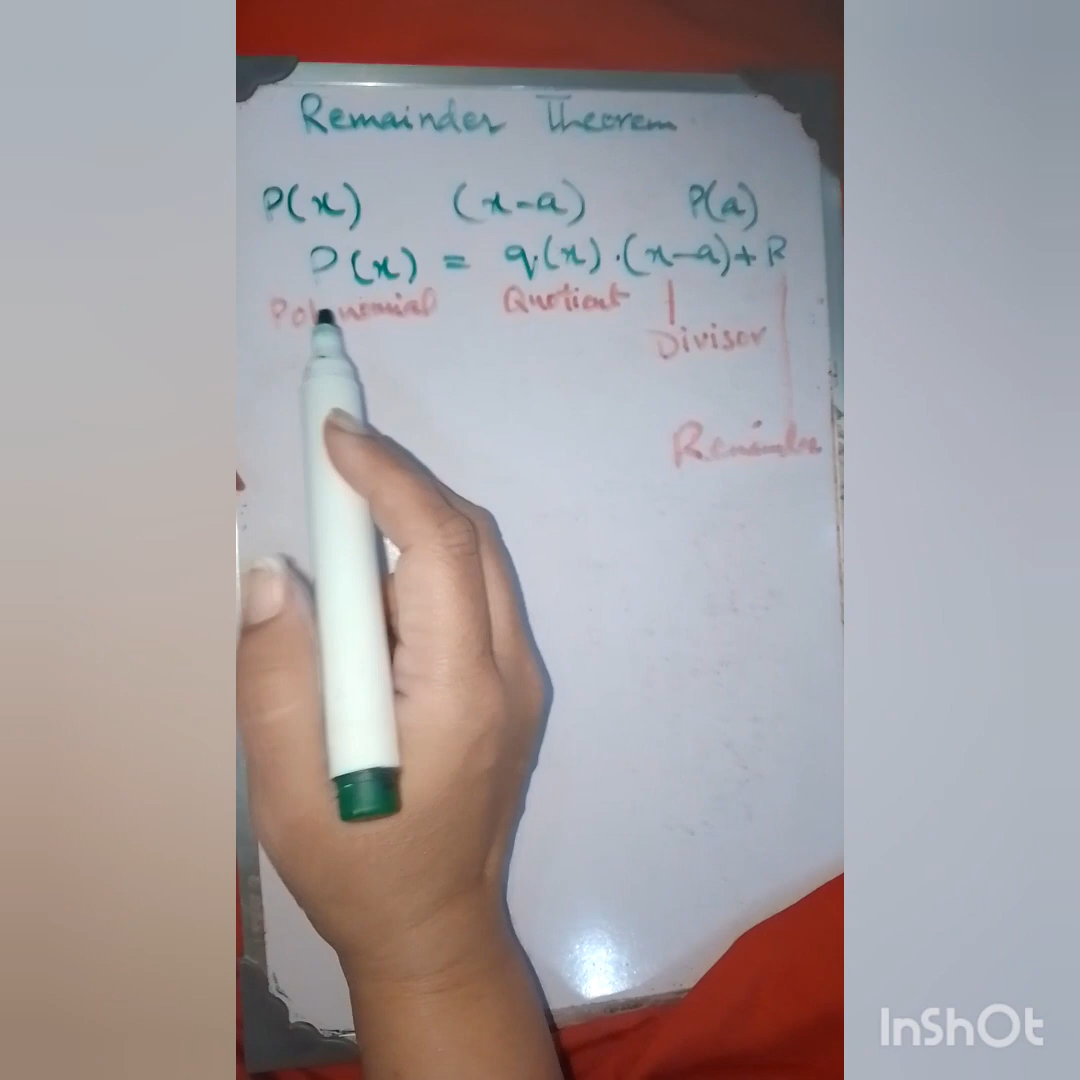 Remainder Theorem
P(x) (x-a) P(a)
P(x) = q(x).(x-a)+R
Quotient
Divisor
InShOt